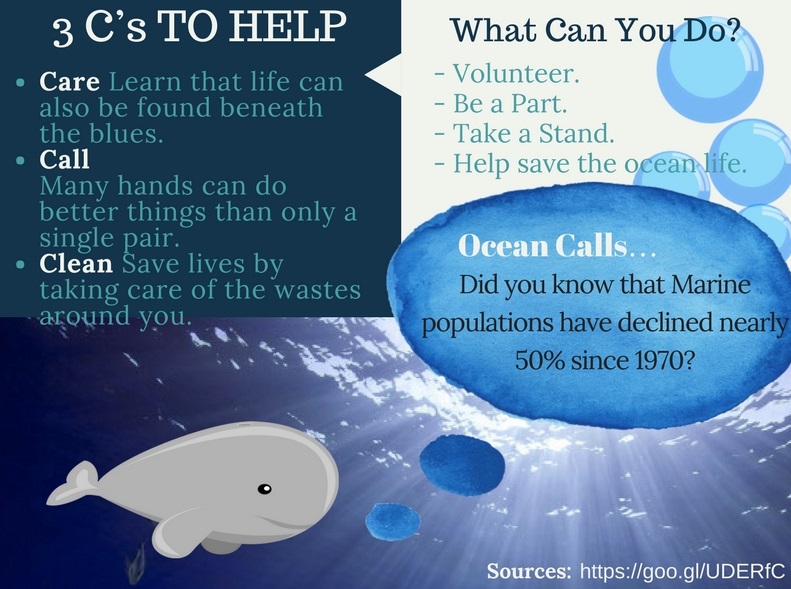 3 C's TO HELP
• Care Learn that life can
also be found beneath
the blues.
• Call
Many hands can do
better things than only a
single pair.
• Clean Save lives by
taking care of the wastes
around you.
What Can You Do?
- Volunteer.
- Be a Part.
- Take a Stand.
- Help save the ocean life.
Ocean Calls...
Did you know that Marine
populations have declined nearly
50% since 1970?
Sources: https://goo.gl/UDERfC